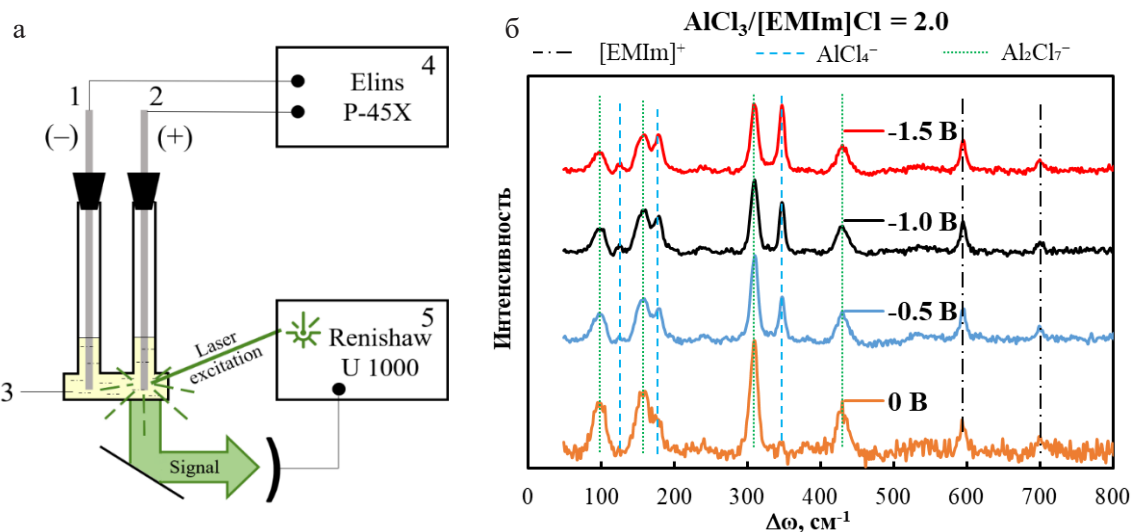 а
1
2
(–)
(+)
4
Elins
P-45X
3
5
Renishaw
U 1000
Laser
excitation
Signal
б
AlCl₃/[EMIm]Cl = 2.0
[EMIm]⁺
AlCl₄⁻
Al₂Cl₇⁻
-1.5 В
-1.0 В
-0.5 В
0 В
Интенсивность
0 100 200 300 400 500 600 700 800
Δω, см⁻¹